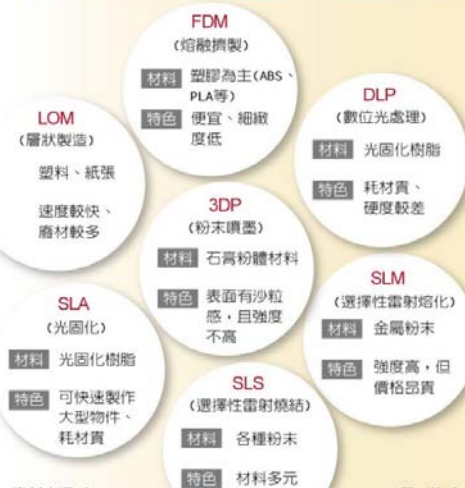 FDM
(熔融擠製)
材料 塑膠為主(ABS、
PLA等)
特色 便宜、細緻
度低
DLP
(數位光處理)
材料 光固化樹脂
特色 耗材貴、
硬度較差
LOM
(層狀製造)
塑料、紙張
速度較快、
廢材較多
3DP
(粉末噴墨)
材料 石膏粉體材料
特色 表面有沙粒
感，且強度
不高
SLM
(選擇性雷射熔化)
材料 金屬粉末
特色 強度高，但
價格昂貴
SLA
(光固化)
材料 光固化樹脂
特色 可快速製作
大型物件、
耗材貴
SLS
(選擇性雷射燒結)
材料 各種粉末
特色 材料多元